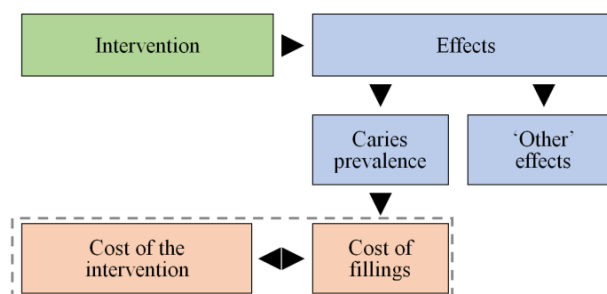 Intervention
Effects
Caries
prevalence
‘Other’
effects
Cost of the
intervention
Cost of
fillings